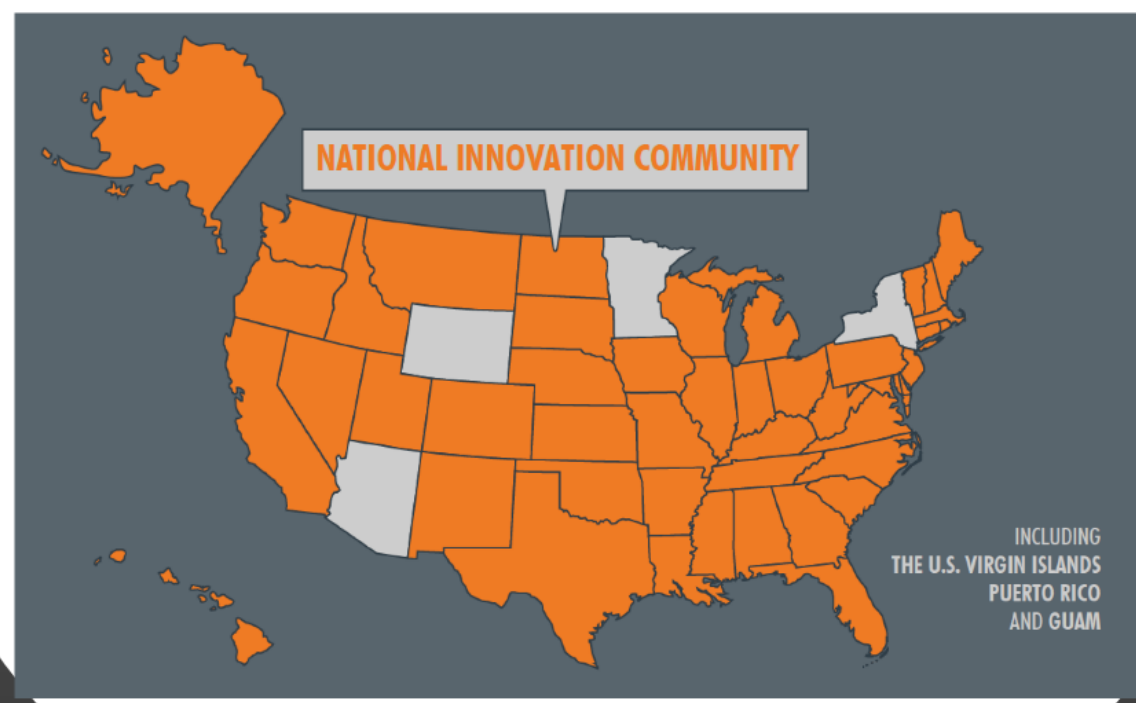 NATIONAL INNOVATION COMMUNITY
INCLUDING
THE U.S. VIRGIN ISLANDS
PUERTO RICO
AND GUAM